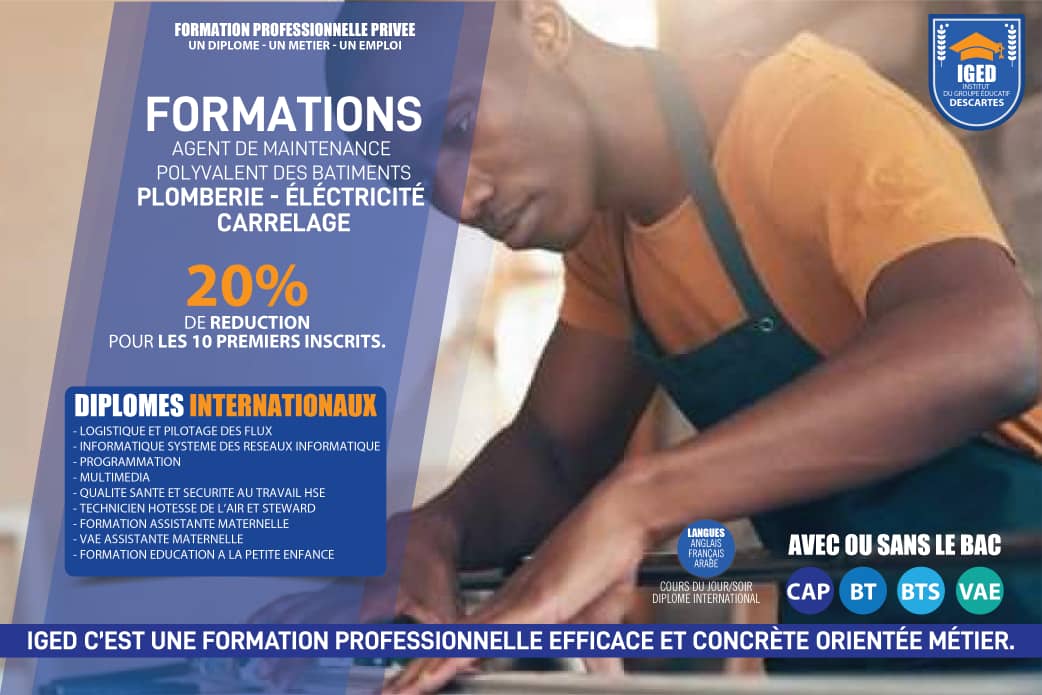 FORMATION PROFESSIONNELLE PRIVEE
UN DIPLOME - UN METIER - UN EMPLOI
IGED
INSTITUT
DU GROUPE ÉDUCATIF
DESCARTES
FORMATIONS
AGENT DE MAINTENANCE
POLYVALENT DES BATIMENTS
PLOMBERIE - ÉLÉCTRICITÉ
CARRELAGE
20%
DE REDUCTION
POUR LES 10 PREMIERS INSCRITS.
DIPLOMES INTERNATIONAUX
- LOGISTIQUE ET PILOTAGE DES FLUX
- INFORMATIQUE SYSTEME DES RESEAUX INFORMATIQUE
- PROGRAMMATION
- MULTIMEDIA
- QUALITE SANTE ET SECURITE AU TRAVAIL HSE
- TECHNICIEN HOTESSE DE L'AIR ET STEWARD
- FORMATION ASSISTANTE MATERNELLE
- VAE ASSISTANTE MATERNELLE
- FORMATION EDUCATION A LA PETITE ENFANCE
LANGUES
ANGLAIS
FRANÇAIS
ARABE
COURS DU JOUR/SOIR
DIPLOME INTERNATIONAL
AVEC OU SANS LE BAC
CAP BT BTS VAE
IGED C'EST UNE FORMATION PROFESSIONNELLE EFFICACE ET CONCRÈTE ORIENTÉE MÉTIER.